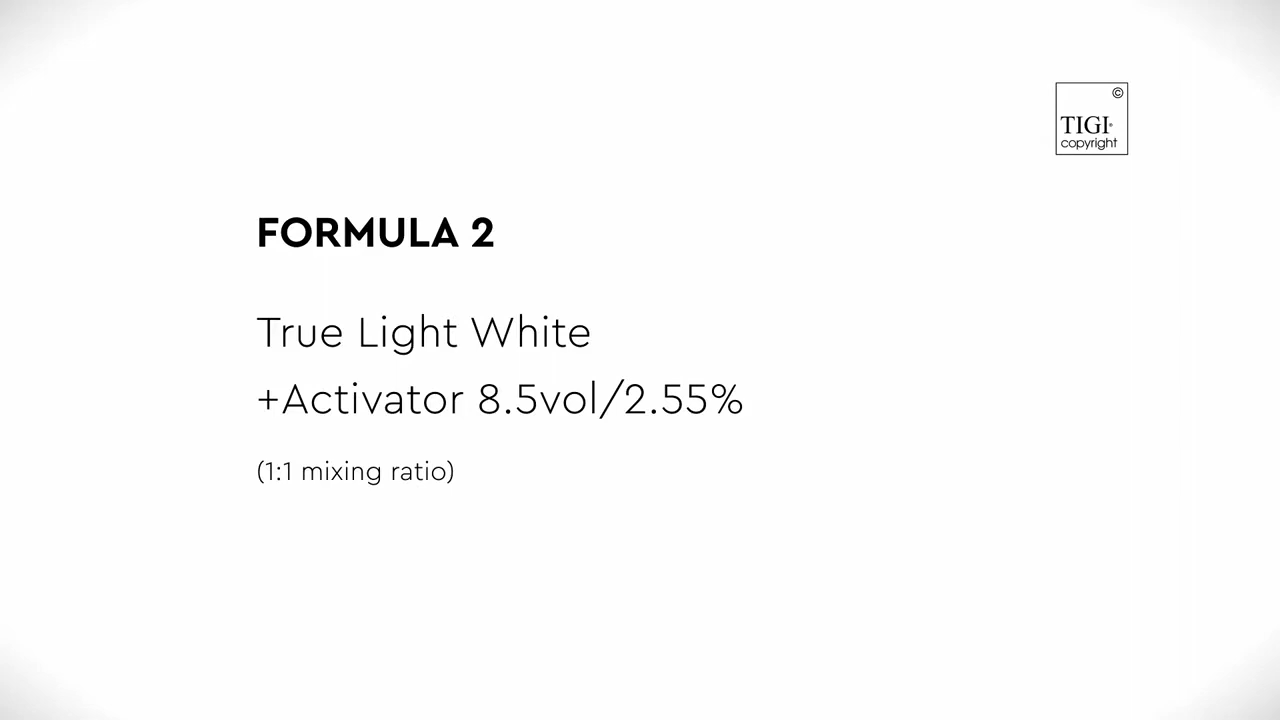 ©
TIGI®
copyright
FORMULA 2
True Light White
+Activator 8.5vol/2.55%
(1:1 mixing ratio)